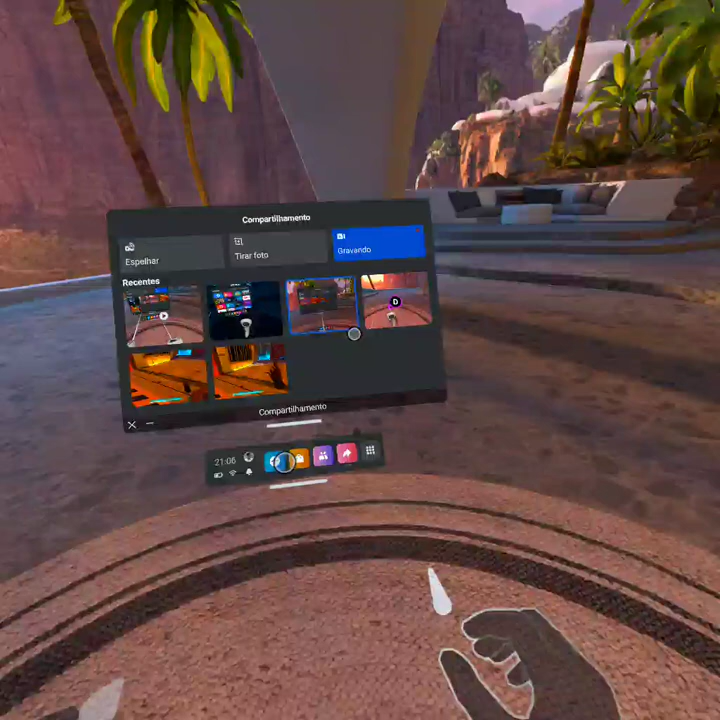 Compartilhamento
Espelhar
Tirar foto
Gravando
Recentes
D
Compartilhamento
21:06